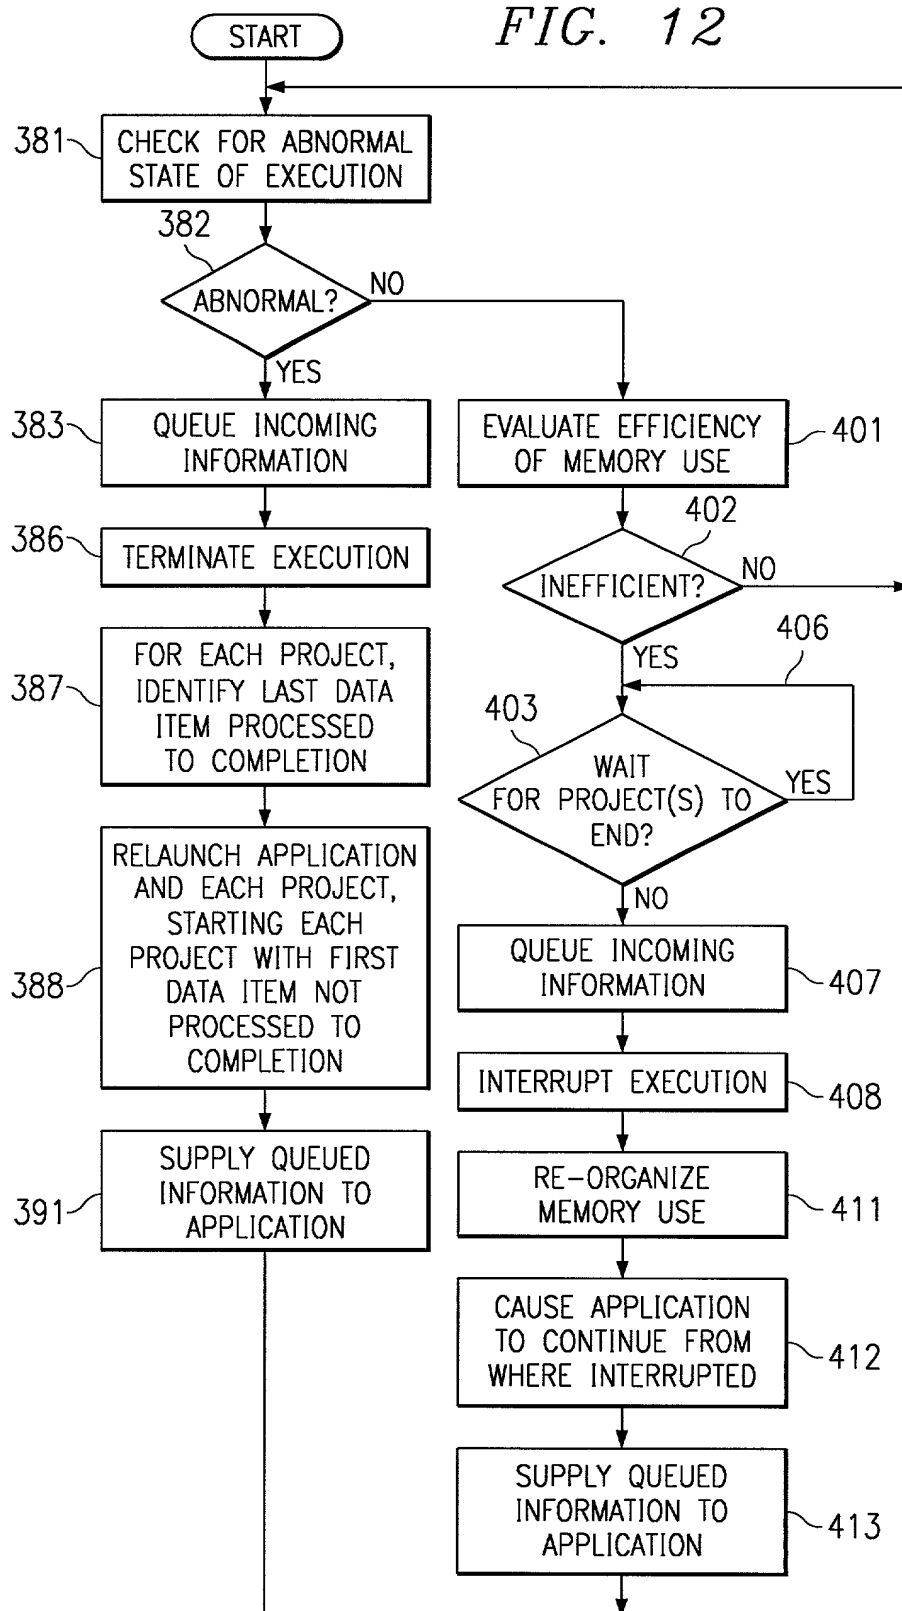 FIG. 12
START
381
CHECK FOR ABNORMAL
STATE OF EXECUTION
382
ABNORMAL?
NO
YES
383
QUEUE INCOMING
INFORMATION
386
TERMINATE EXECUTION
387
FOR EACH PROJECT,
IDENTIFY LAST DATA
ITEM PROCESSED
TO COMPLETION
388
RELAUNCH APPLICATION
AND EACH PROJECT,
STARTING EACH
PROJECT WITH FIRST
DATA ITEM NOT
PROCESSED TO
COMPLETION
391
SUPPLY QUEUED
INFORMATION TO
APPLICATION
EVALUATE EFFICIENCY
OF MEMORY USE
401
402
INEFFICIENT?
NO
YES
406
403
WAIT
FOR PROJECT(S) TO
END?
YES
NO
QUEUE INCOMING
INFORMATION
407
INTERRUPT EXECUTION
408
RE-ORGANIZE
MEMORY USE
411
CAUSE APPLICATION
TO CONTINUE FROM
WHERE INTERRUPTED
412
SUPPLY QUEUED
INFORMATION TO
APPLICATION
413